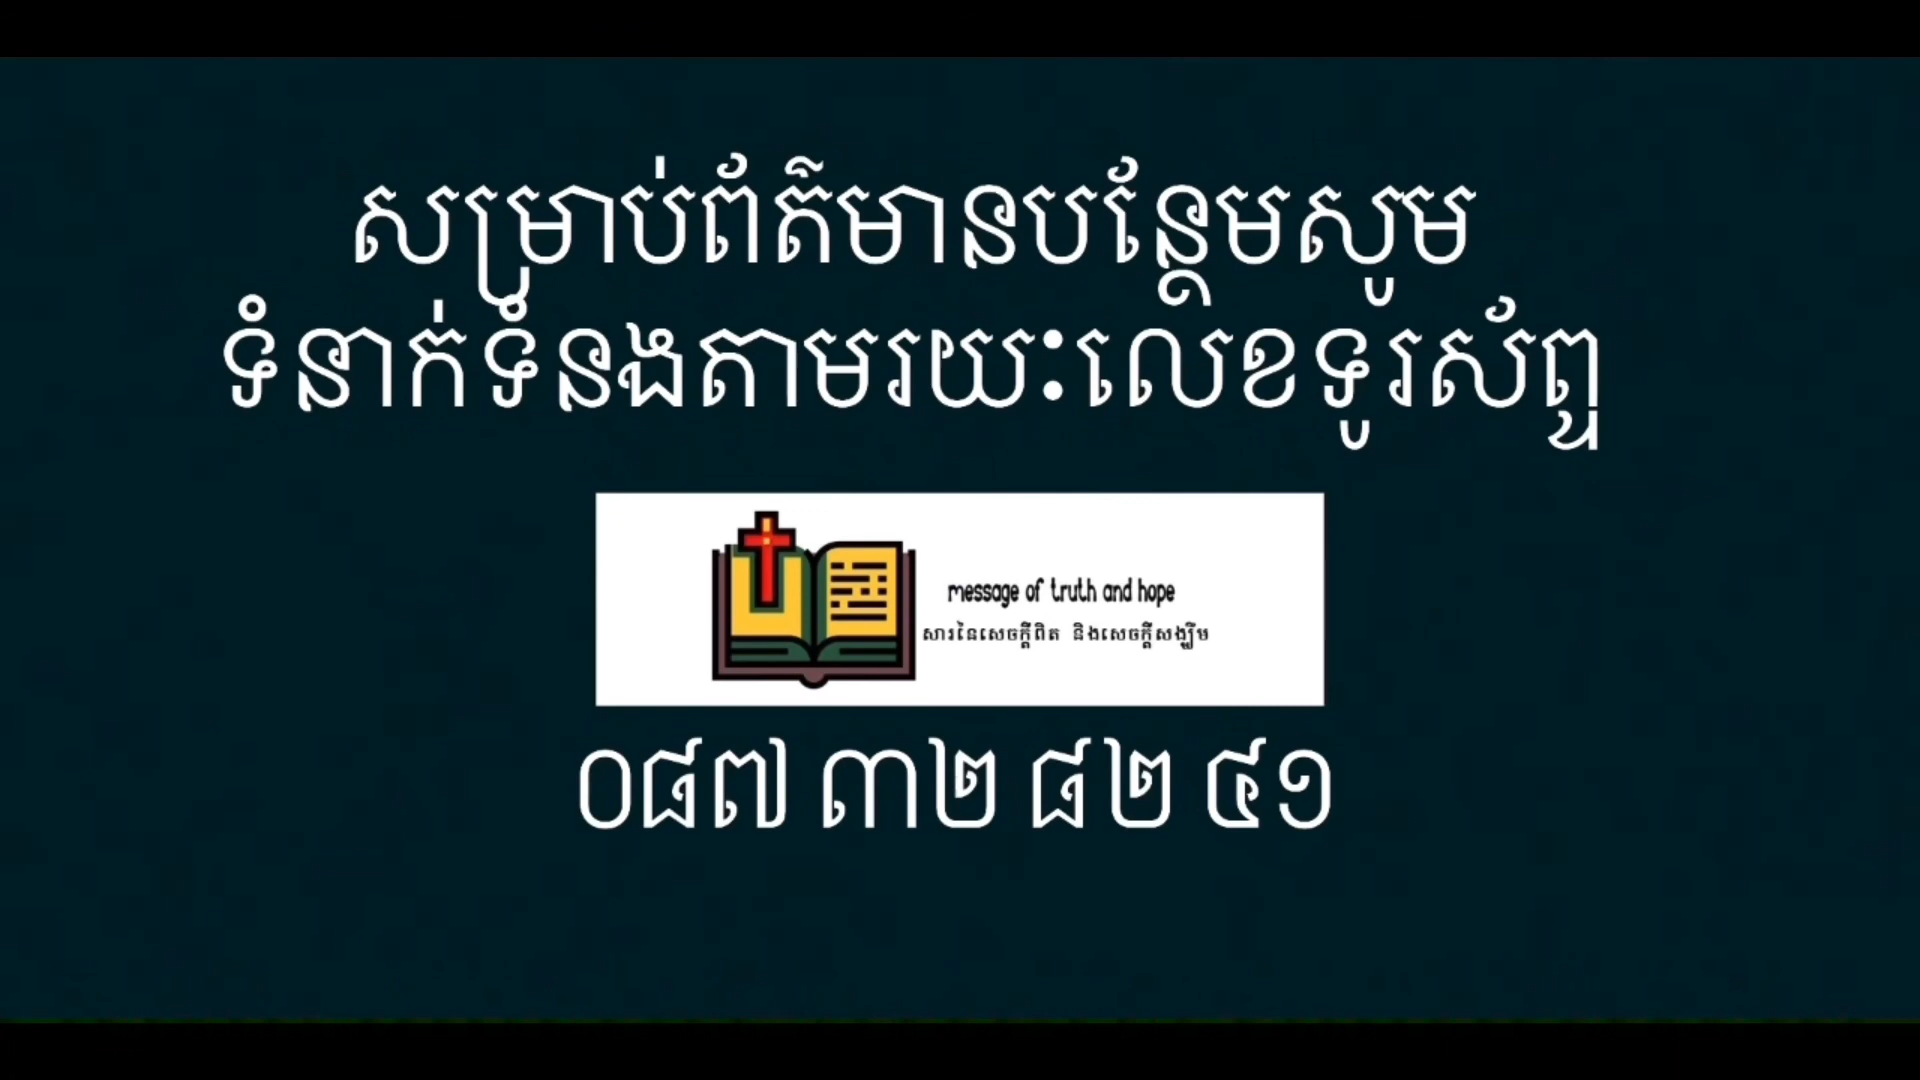 សម្រាប់ព័ត៌មានបន្ថែមសូម
ទំនាក់ទំនងតាមរយៈលេខទូរស័ព្ទ
message of truth and hope
សារនៃសេចក្ដីពិត និងសេចក្ដីសង្ឃឹម
០៨៧ ៣២ ៨២ ៤១